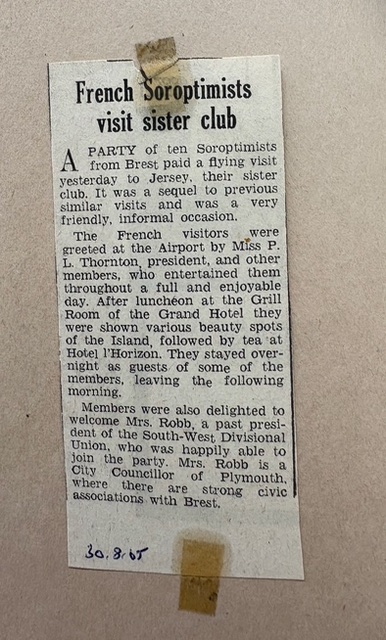 French Soroptimists
visit sister club
A PARTY of ten Soroptimists
from Brest paid a flying visit
yesterday to Jersey, their sister
club. It was a sequel to previous
similar visits and was a very
friendly, informal occasion.
The French visitors were
greeted at the Airport by Miss P.
L. Thornton, president, and other
members, who entertained them
throughout a full and enjoyable
day. After luncheon at the Grill
Room of the Grand Hotel they
were shown various beauty spots
of the Island, followed by tea at
Hotel l'Horizon. They stayed over-
night as guests of some of the
members, leaving the following
morning.
Members were also delighted to
welcome Mrs. Robb, a past presi-
dent of the South-West Divisional
Union, who was happily able to
join the party. Mrs. Robb is a
City Councillor of Plymouth,
where there are strong civic
associations with Brest.
30.8.65